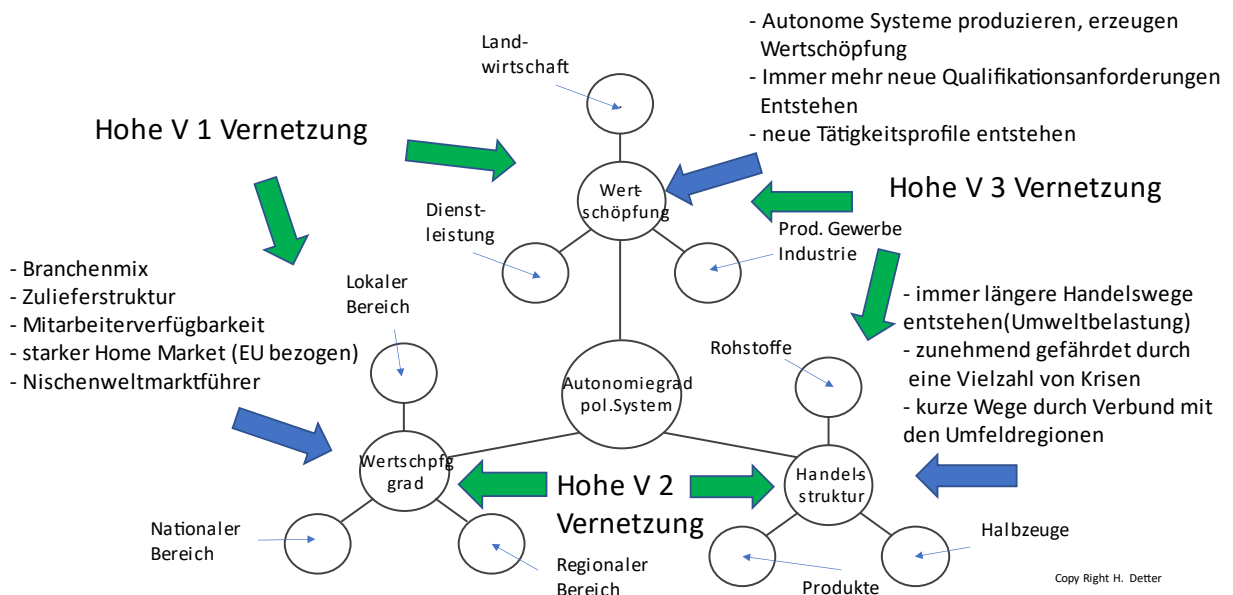 Land-
wirtschaft
- Autonome Systeme produzieren, erzeugen
Wertschöpfung
- Immer mehr neue Qualifikationsanforderungen
Entstehen
- neue Tätigkeitsprofile entstehen
Hohe V 1 Vernetzung
Wert-
schöpfung
Hohe V 3 Vernetzung
Dienst-
leistung
Prod. Gewerbe
Industrie
- Branchenmix
- Zulieferstruktur
- Mitarbeiterverfügbarkeit
- starker Home Market (EU bezogen)
- Nischenweltmarktführer
Lokaler
Bereich
- immer längere Handelswege
entstehen(Umweltbelastung)
- zunehmend gefährdet durch
eine Vielzahl von Krisen
- kurze Wege durch Verbund mit
den Umfeldregionen
Rohstoffe
Autonomiegrad
pol.System
Wertschpfg
grad
Hohe V 2
Vernetzung
Handels-
struktur
Nationaler
Bereich
Regionaler
Bereich
Produkte
Halbzeuge
Copy Right H. Detter